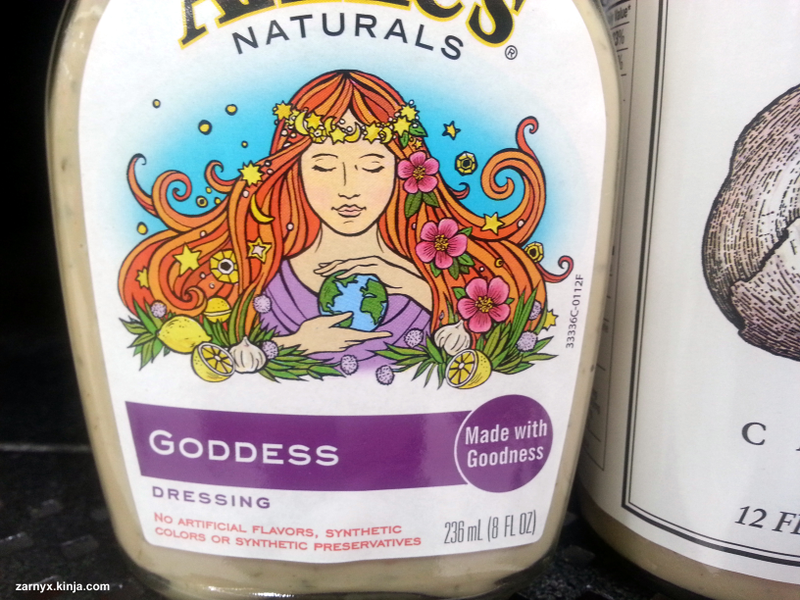 NATURALS®
33336C-0112F
GODDESS
Made with
Goodness
DRESSING
NO ARTIFICIAL FLAVORS, SYNTHETIC
COLORS OR SYNTHETIC PRESERVATIVES
236 mL (8 FL OZ)
C
12 FL
zarnyx.kinja.com